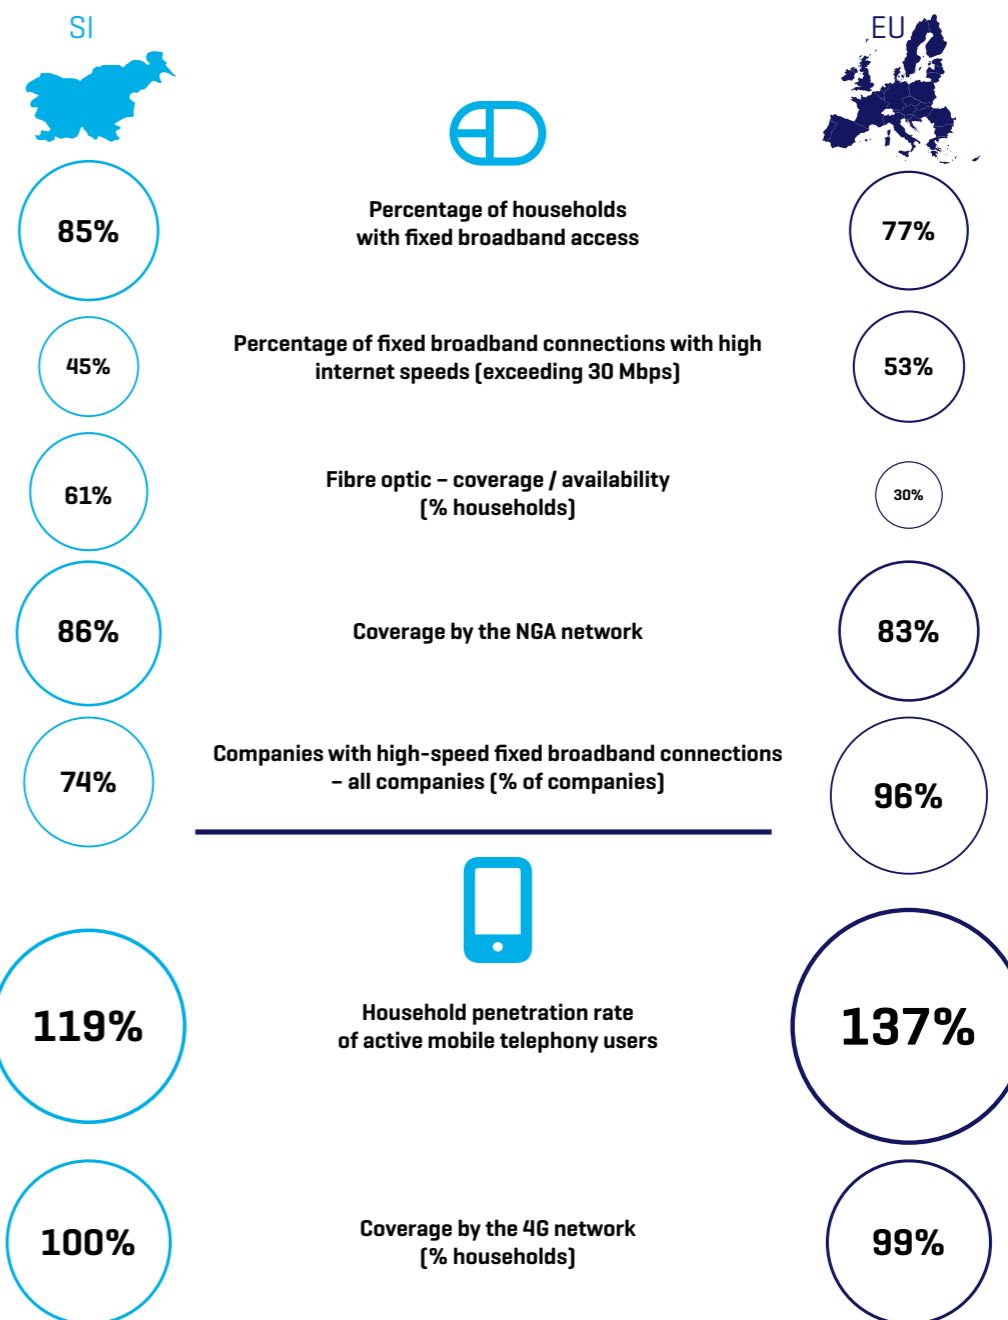 SI
EU
85%
Percentage of households
with fixed broadband access
77%
45%
Percentage of fixed broadband connections with high
internet speeds (exceeding 30 Mbps)
53%
61%
Fibre optic – coverage / availability
(% households)
30%
86%
Coverage by the NGA network
83%
74%
Companies with high-speed fixed broadband connections
– all companies (% of companies)
96%
119%
Household penetration rate
of active mobile telephony users
137%
100%
Coverage by the 4G network
(% households)
99%